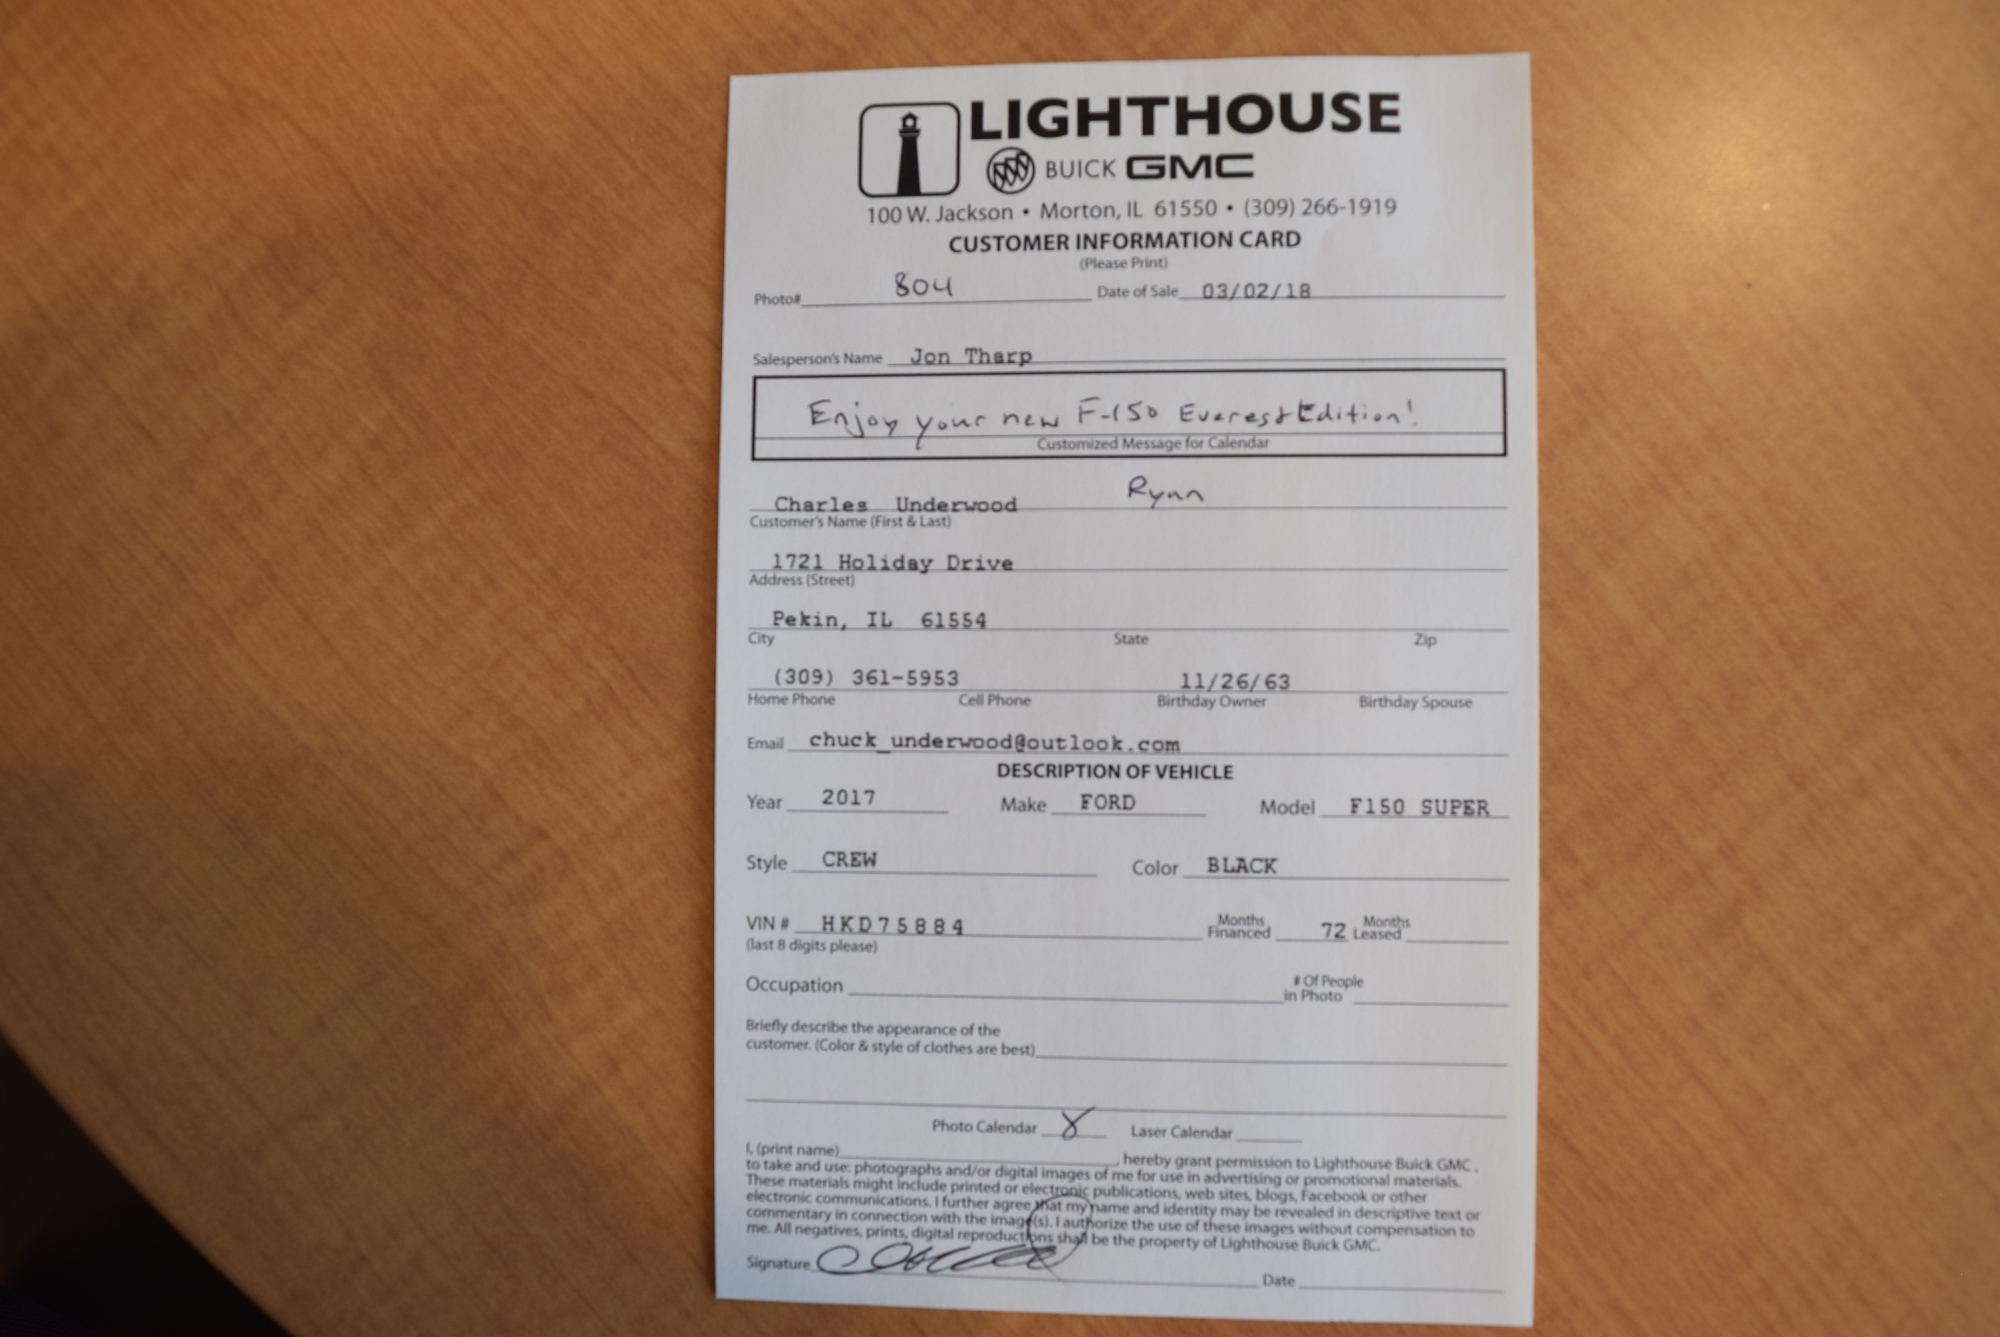 LIGHTHOUSE
BUICK GMC
100 W. Jackson • Morton, IL 61550 • (309) 266-1919
CUSTOMER INFORMATION CARD
(Please Print)
Photo# 804 Date of Sale 03/02/18
Salesperson's Name Jon Tharp
Enjoy your new F-150 Everest Edition!
Customized Message for Calendar
Charles Underwood Rynn
Customer's Name (First & Last)
1721 Holiday Drive
Address (Street)
Pekin, IL 61554
City State Zip
(309) 361-5953 11/26/63
Home Phone Cell Phone Birthday Owner Birthday Spouse
Email chuck_underwood@outlook.com
DESCRIPTION OF VEHICLE
Year 2017 Make FORD Model F150 SUPER
Style CREW Color BLACK
VIN # HKD75884 Months Financed 72 Months Leased
(last 8 digits please)
Occupation # Of People in Photo
Briefly describe the appearance of the
customer. (Color & style of clothes are best)
Photo Calendar X Laser Calendar
I, (print name) , hereby grant permission to Lighthouse Buick GMC ,
to take and use: photographs and/or digital images of me for use in advertising or promotional materials.
These materials might include printed or electronic publications, web sites, blogs, Facebook or other
electronic communications. I further agree that my name and identity may be revealed in descriptive text or
commentary in connection with the image(s). I authorize the use of these images without compensation to
me. All negatives, prints, digital reproductions shall be the property of Lighthouse Buick GMC.
Signature Date